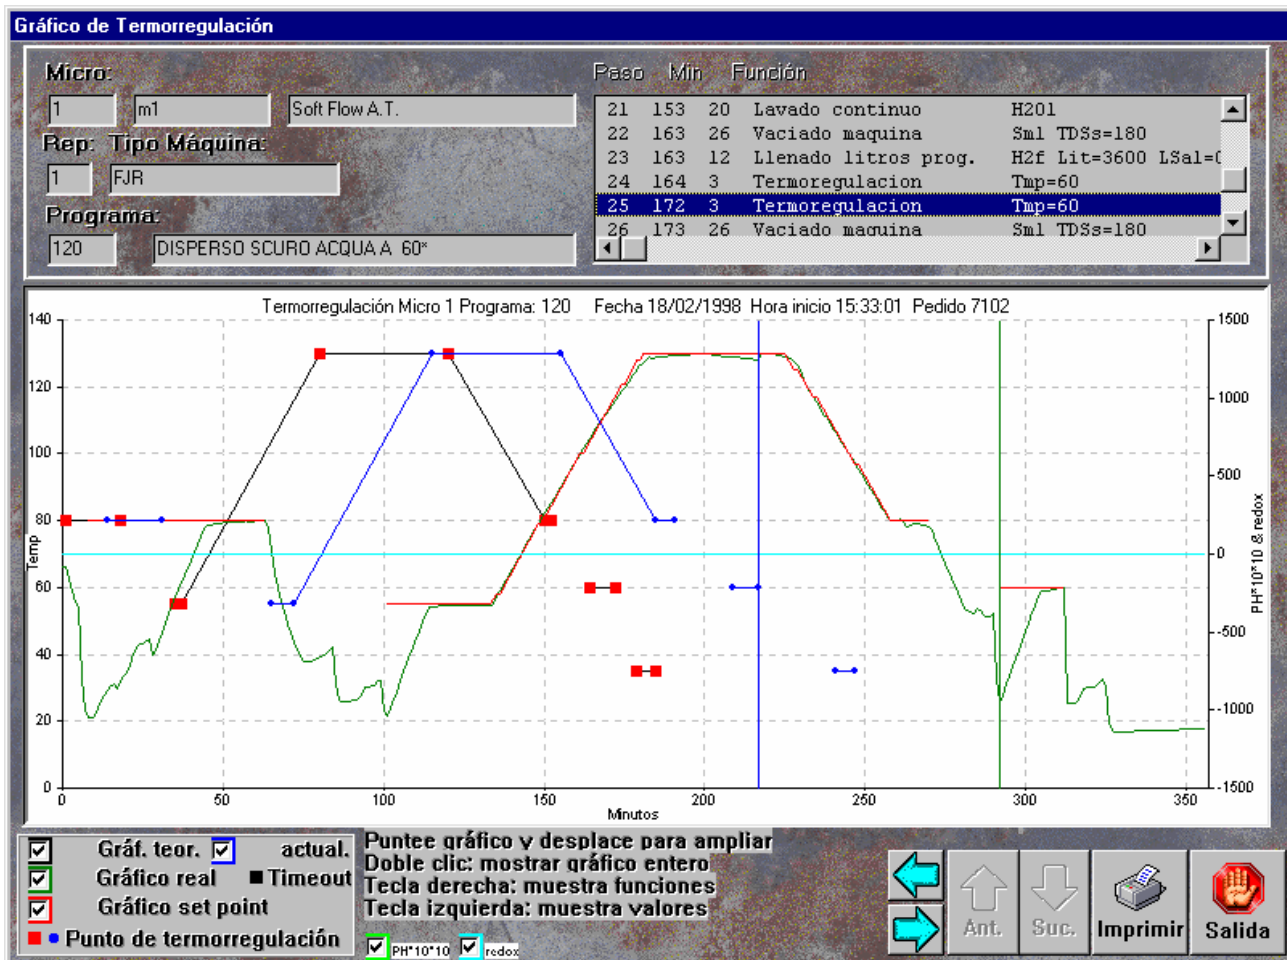 Gráfico de Termorregulación
Micro:
1 m1 Soft Flow A.T.
Rep: Tipo Máquina:
1 FJR
Programa:
120 DISPERSO SCURO ACQUA A 60*
Paso Min Función
21 153 20 Lavado continuo H2O1
22 163 26 Vaciado maquina Sm1 TDSs=180
23 163 12 Llenado litros prog. H2f Lit=3600 LSal=0
24 164 3 Termoregulacion Tmp=60
25 172 3 Termoregulacion Tmp=60
26 173 26 Vaciado maquina Sm1 TDSs=180
Termorregulación Micro 1 Programa: 120 Fecha 18/02/1998 Hora inicio 15:33:01 Pedido 7102
140 1500
120
1000
100
500
80
Temp
0
PH*10*10 & redox
60
-500
40
20 -1000
0 -1500
0 50 100 150 200 250 300 350
Minutos
Gráf. teor. actual.
Gráfico real Timeout
Gráfico set point
Punto de termorregulación
Puntee gráfico y desplace para ampliar
Doble clic: mostrar gráfico entero
Tecla derecha: muestra funciones
Tecla izquierda: muestra valores
PH*10*10 redox
Ant. Suc. Imprimir Salida